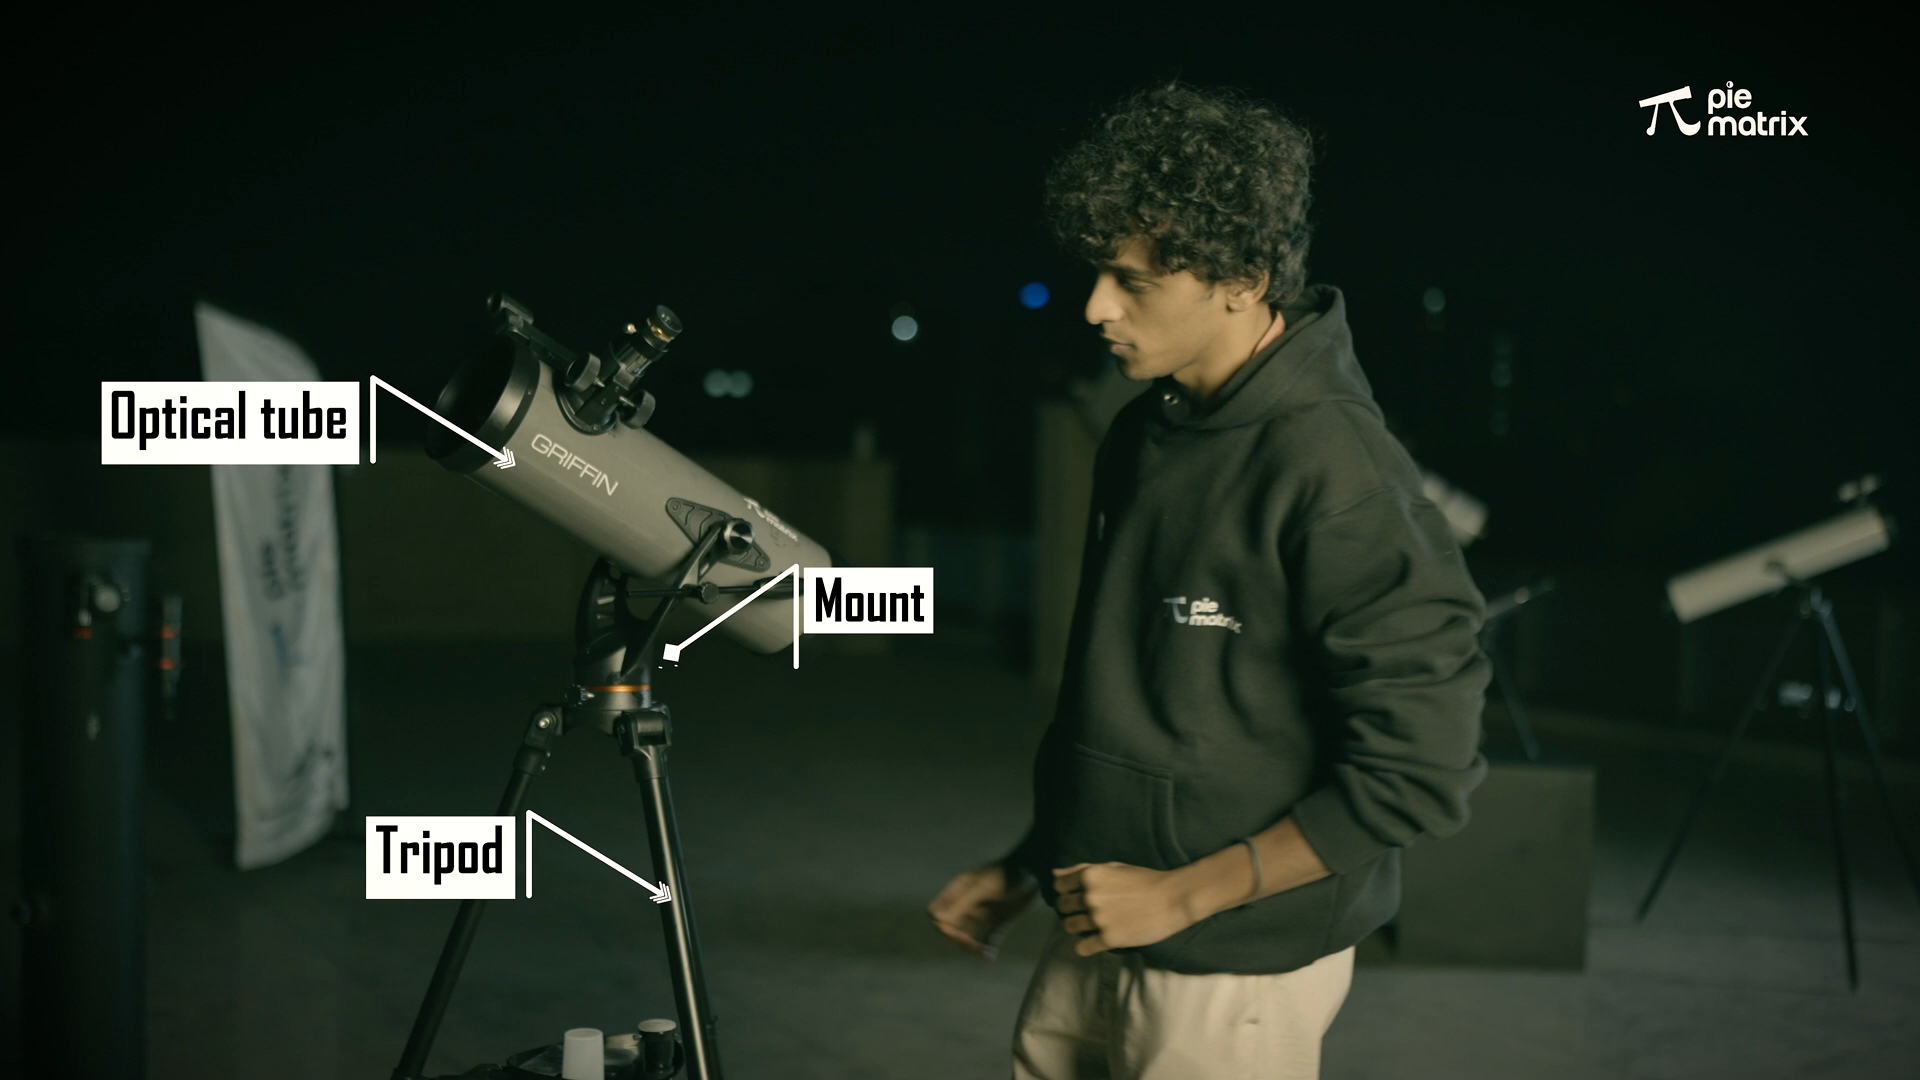 pie
matrix
Optical tube
GRIFFIN
Mount
pie
matrix
Tripod